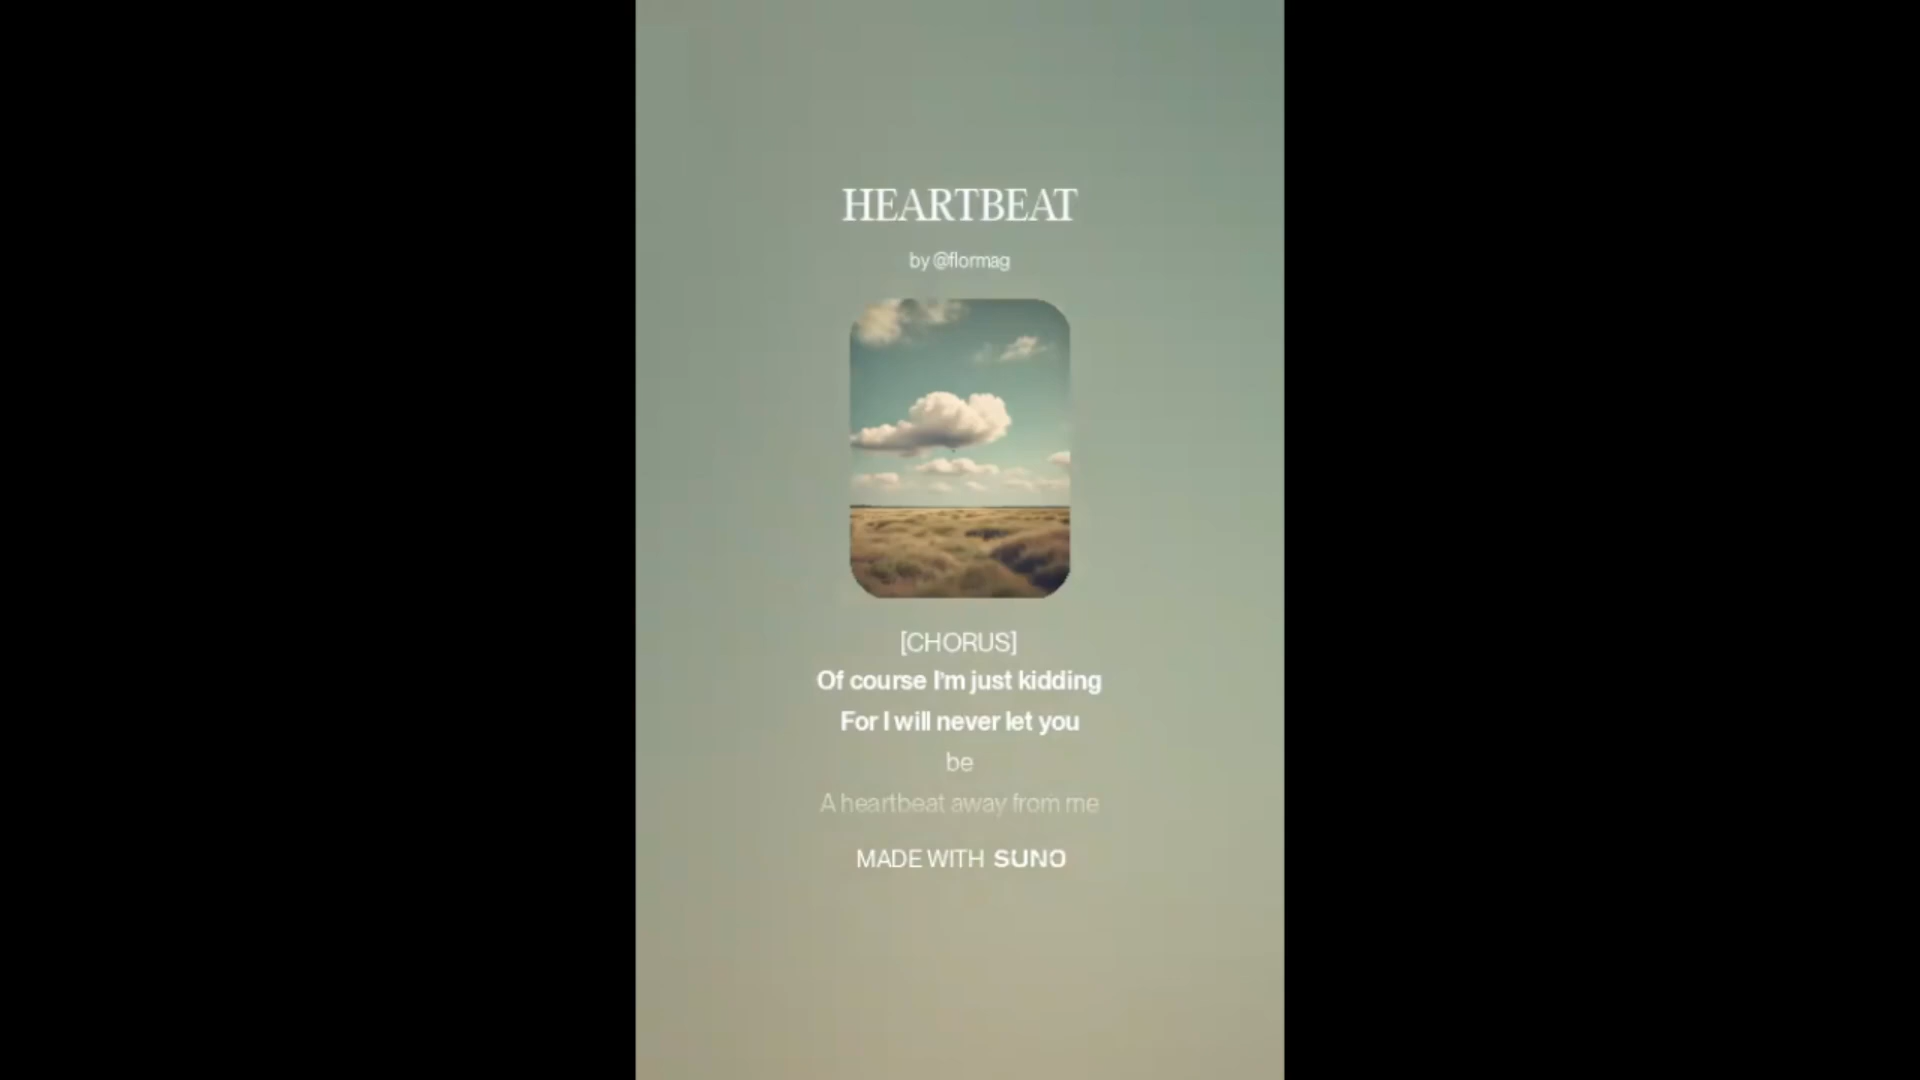 HEARTBEAT
by @flormag
[CHORUS]
Of course I'm just kidding
For I will never let you
be
A heartbeat away from me
MADE WITH SUNO